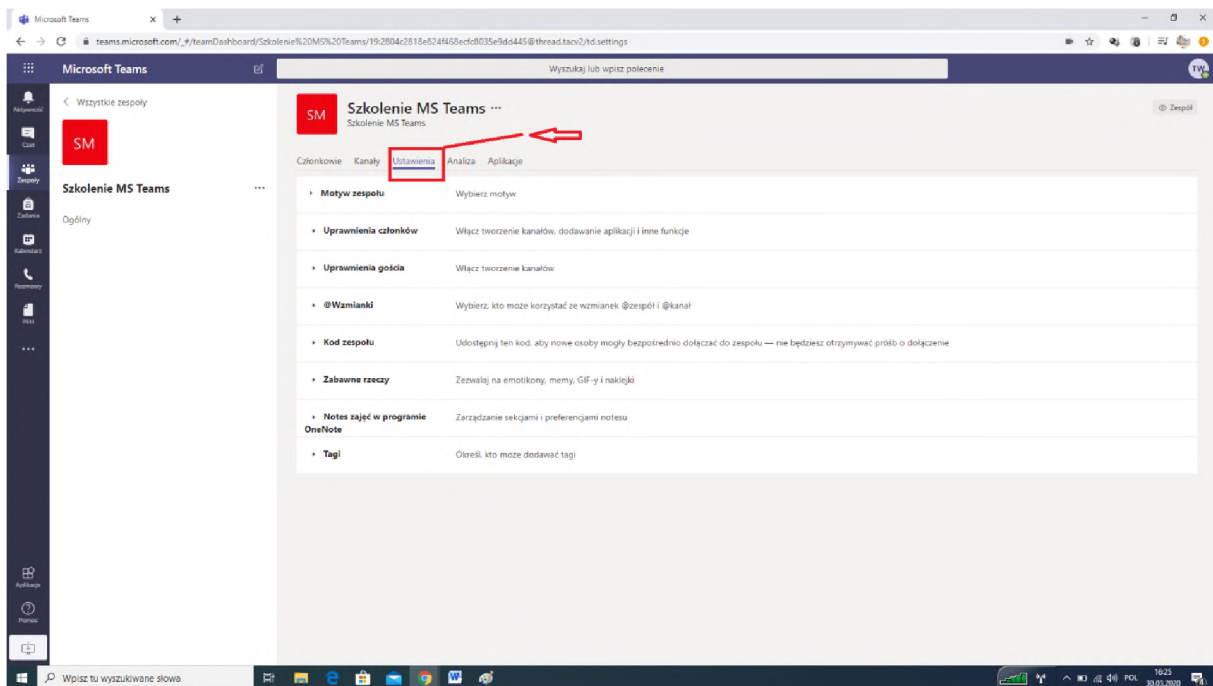 Microsoft Teams
teams.microsoft.com/_#/teamDashboard/Szkolenie%20MS%20Teams/19:2804c2818e624f468ecfc8035e9dd445@thread.tacv2/td.settings
Microsoft Teams
Wyszukaj lub wpisz polecenie
TW
Aktywność
Czat
Zespoły
Zadania
Kalendarz
Rozmowy
Pliki
Aplikacje
Pomoc
Wszystkie zespoły
SM
Szkolenie MS Teams
Ogólny
SM
Szkolenie MS Teams
Szkolenie MS Teams
Zespół
Członkowie Kanały Ustawienia Analiza Aplikacje
Motyw zespołu Wybierz motyw
Uprawnienia członków Włącz tworzenie kanałów, dodawanie aplikacji i inne funkcje
Uprawnienia gościa Włącz tworzenie kanałów
@Wzmianki Wybierz, kto może korzystać ze wzmianek @zespół i @kanał
Kod zespołu Udostępnij ten kod, aby nowe osoby mogły bezpośrednio dołączać do zespołu — nie będziesz otrzymywać próśb o dołączenie
Zabawne rzeczy Zezwalaj na emotikony, memy, GIF-y i naklejki
Notes zajęć w programie Zarządzanie sekcjami i preferencjami notesu
OneNote
Tagi Określ, kto może dodawać tagi
Wpisz tu wyszukiwane słowa
POL
16:25
30.03.2020